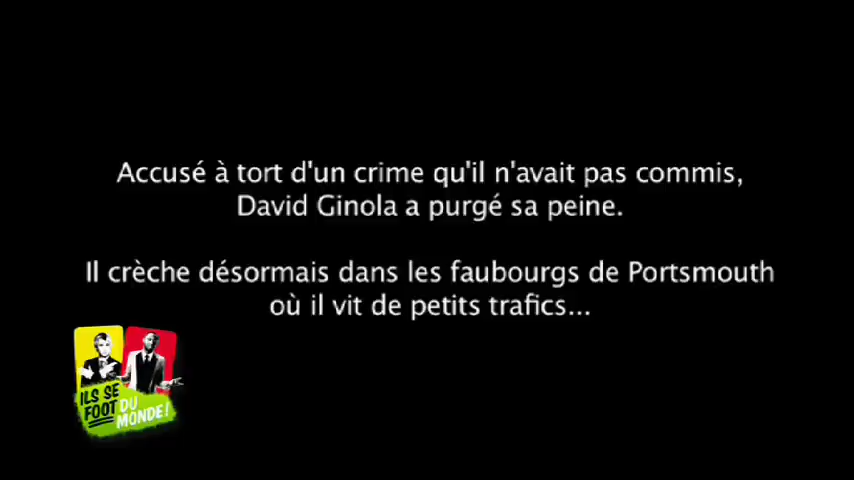 Accusé à tort d'un crime qu'il n'avait pas commis,
David Ginola a purgé sa peine.
Il crèche désormais dans les faubourgs de Portsmouth
où il vit de petits trafics...
ILS SE
FOOT DU
MONDE!